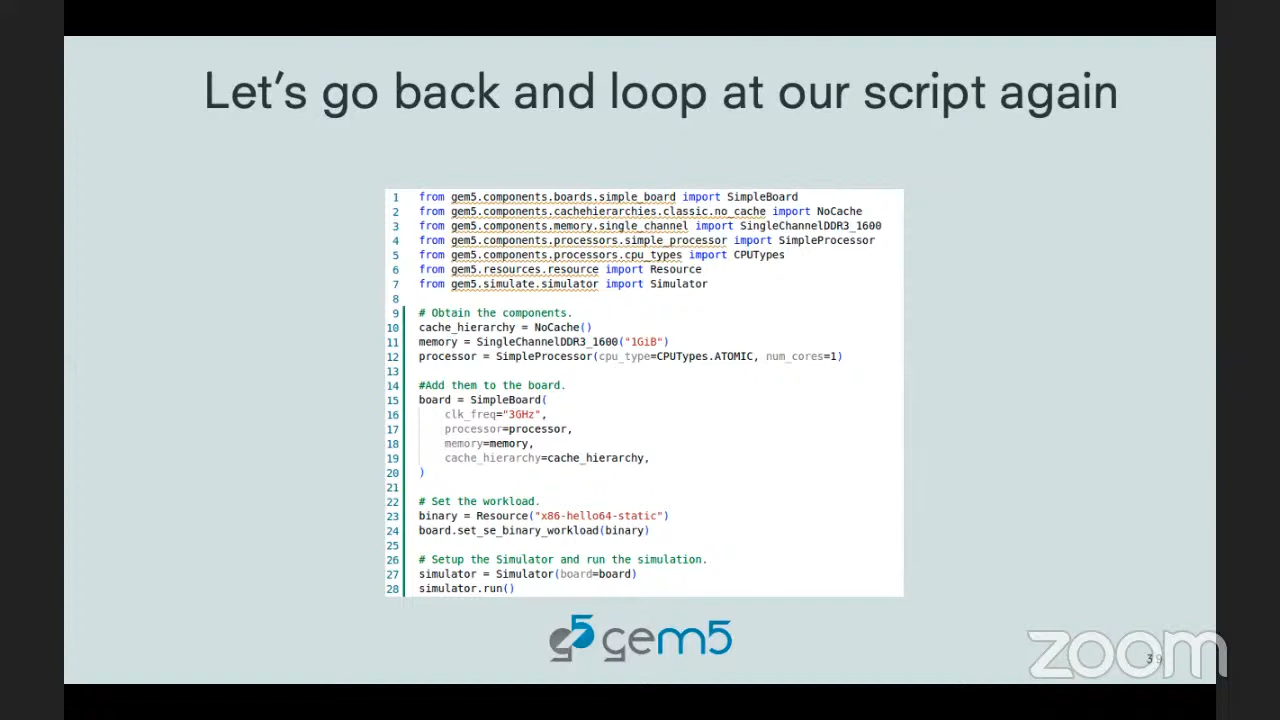 Let's go back and loop at our script again
1 from gem5.components.boards.simple_board import SimpleBoard
2 from gem5.components.cachehierarchies.classic.no_cache import NoCache
3 from gem5.components.memory.single_channel import SingleChannelDDR3_1600
4 from gem5.components.processors.simple_processor import SimpleProcessor
5 from gem5.components.processors.cpu_types import CPUTypes
6 from gem5.resources.resource import Resource
7 from gem5.simulate.simulator import Simulator
8
9 # Obtain the components.
10 cache_hierarchy = NoCache()
11 memory = SingleChannelDDR3_1600("1GiB")
12 processor = SimpleProcessor(cpu_type=CPUTypes.ATOMIC, num_cores=1)
13
14 #Add them to the board.
15 board = SimpleBoard(
16     clk_freq="3GHz",
17     processor=processor,
18     memory=memory,
19     cache_hierarchy=cache_hierarchy,
20 )
21
22 # Set the workload.
23 binary = Resource("x86-hello64-static")
24 board.set_se_binary_workload(binary)
25
26 # Setup the Simulator and run the simulation.
27 simulator = Simulator(board=board)
28 simulator.run()
g5 gem5
zoom
39